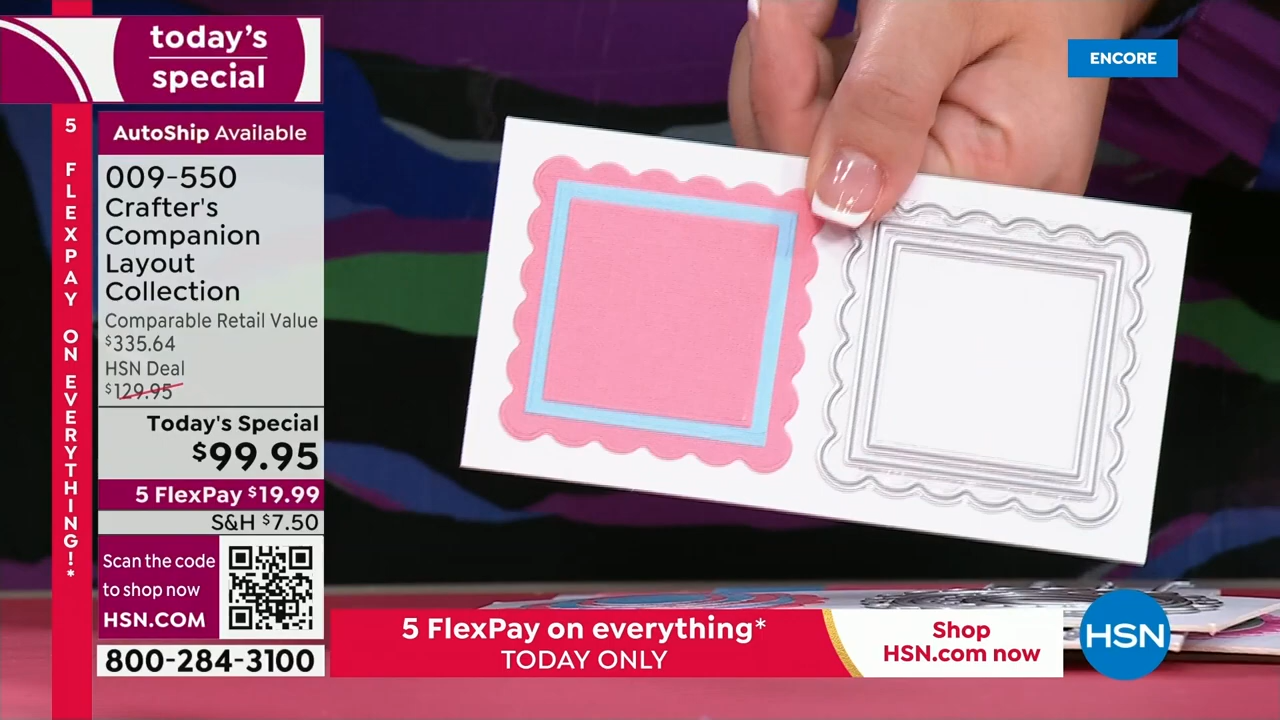 today's
special
ENCORE
5 FLEXPAY ON EVERYTHING!*
AutoShip Available
009-550
Crafter's
Companion
Layout
Collection
Comparable Retail Value
$335.64
HSN Deal
$129.95
Today's Special
$99.95
5 FlexPay $19.99
S&H $7.50
Scan the code
to shop now
HSN.COM
800-284-3100
5 FlexPay on everything*
TODAY ONLY
Shop
HSN.com now
HSN